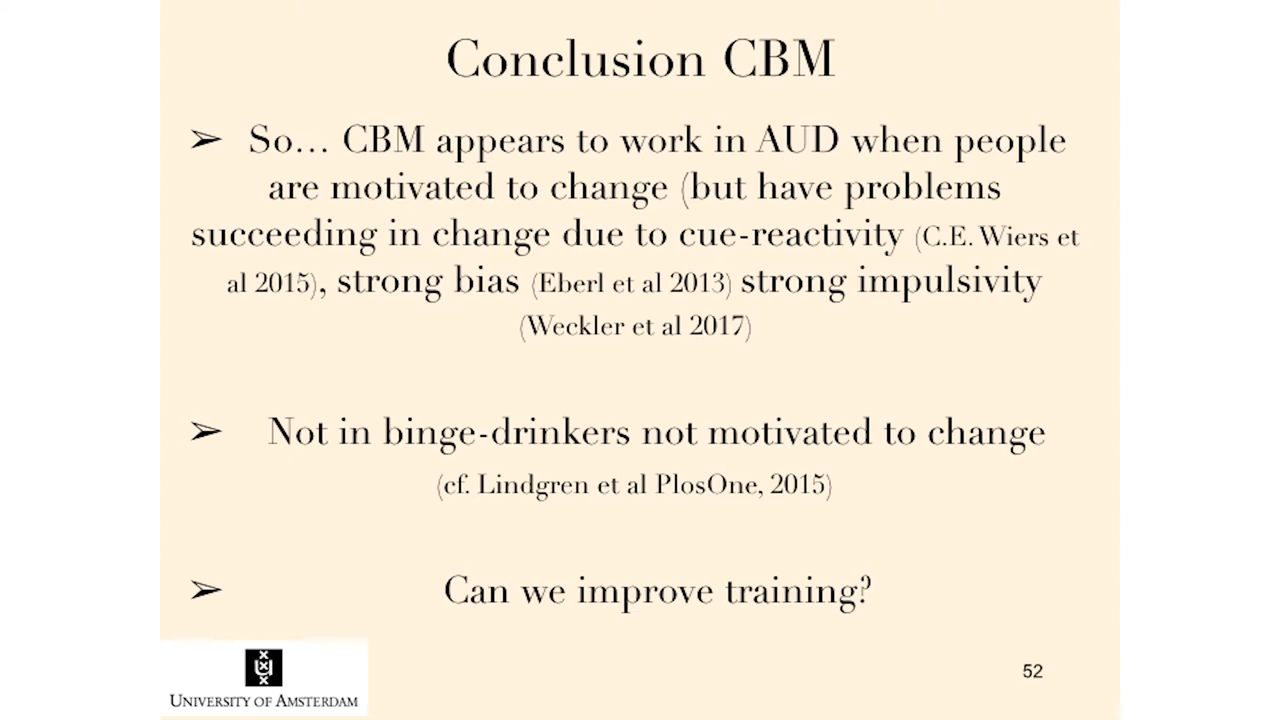 Conclusion CBM
➢ So… CBM appears to work in AUD when people
are motivated to change (but have problems
succeeding in change due to cue-reactivity (C.E. Wiers et
al 2015), strong bias (Eberl et al 2013) strong impulsivity
(Weckler et al 2017)
➢ Not in binge-drinkers not motivated to change
(cf. Lindgren et al PlosOne, 2015)
➢ Can we improve training?
UNIVERSITY OF AMSTERDAM
52